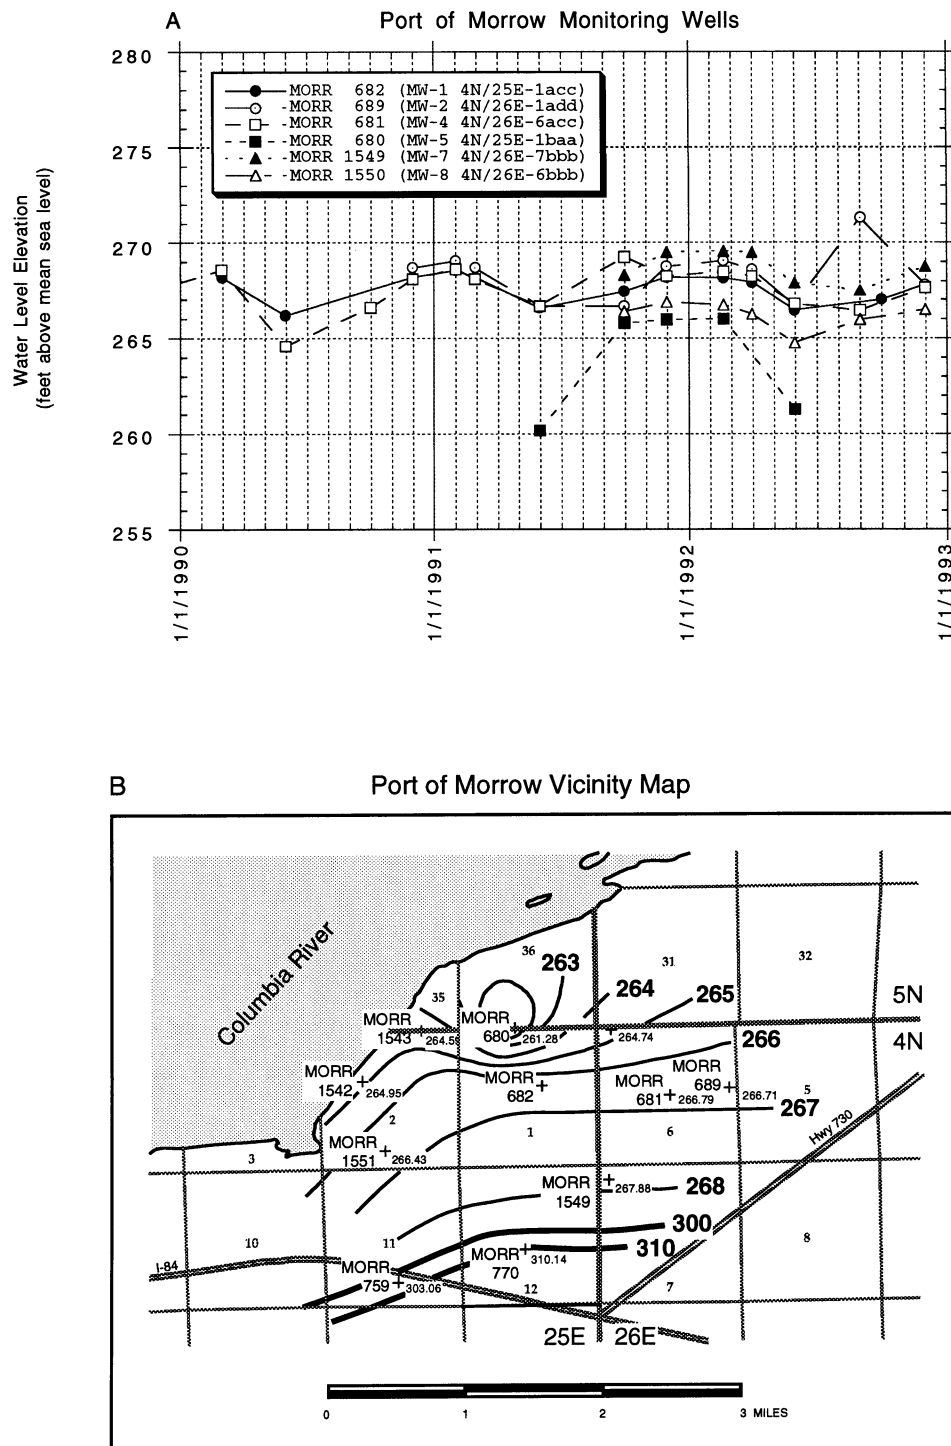 A Port of Morrow Monitoring Wells
Water Level Elevation
(feet above mean sea level)
280
275
270
265
260
255
MORR 682 (MW-1 4N/25E-1acc)
MORR 689 (MW-2 4N/26E-1add)
MORR 681 (MW-4 4N/26E-6acc)
MORR 680 (MW-5 4N/25E-1baa)
MORR 1549 (MW-7 4N/26E-7bbb)
MORR 1550 (MW-8 4N/26E-6bbb)
1/1/1990
1/1/1991
1/1/1992
1/1/1993
B Port of Morrow Vicinity Map
Columbia River
36
263
31
32
35
264
265
5N
MORR
1543
264.59
MORR
680
261.28
264.74
266
4N
MORR
1542
264.95
MORR
682
MORR
681
266.79
MORR
689
266.71
5
267
2
1
6
Hwy 730
MORR
1551
266.43
3
MORR
1549
267.88
268
300
310
10
11
8
I-84
MORR
759
303.06
MORR
770
310.14
12
7
25E
26E
0
1
2
3 MILES